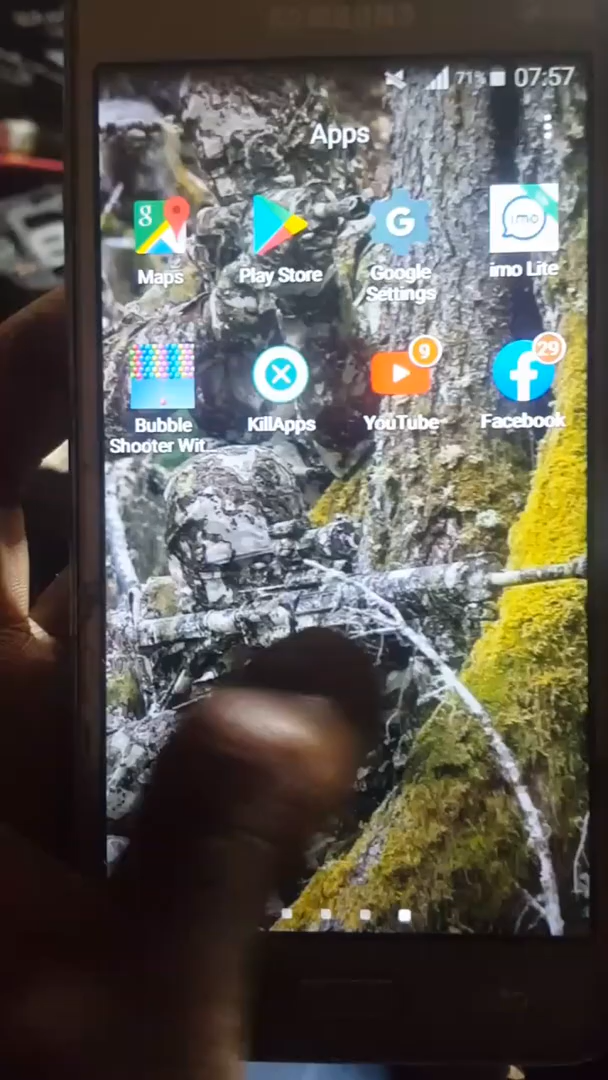 SAMSUNG
71% 07:57
Apps
Maps
Play Store
Google
Settings
imo
imo Lite
9
29
Bubble
Shooter Wit..
KillApps
YouTube
Facebook